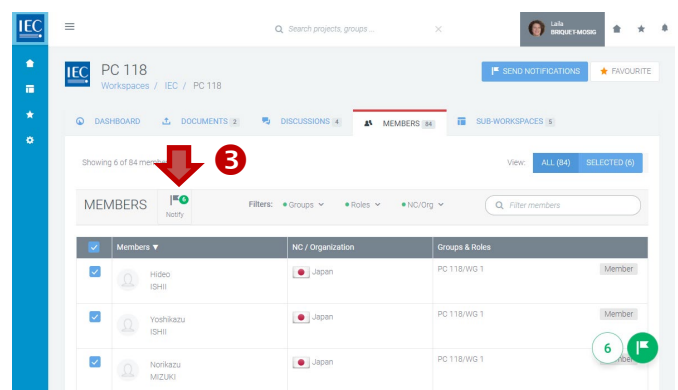 IEC
Search projects, groups ...
Laila
BRIQUET-MOSIG
IEC
PC 118
Workspaces / IEC / PC 118
SEND NOTIFICATIONS
FAVOURITE
DASHBOARD
DOCUMENTS 2
DISCUSSIONS 4
MEMBERS 84
SUB-WORKSPACES 5
Showing 6 of 84
3
View:
ALL (84)
SELECTED (6)
MEMBERS
6
Notify
Filters:
Groups
Roles
NC/Org
Filter members
Members ▼
NC / Organization
Groups & Roles
Hideo
ISHII
Japan
PC 118/WG 1
Member
Yoshikazu
ISHII
Japan
PC 118/WG 1
Member
6
Norikazu
MIZUKI
Japan
PC 118/WG 1